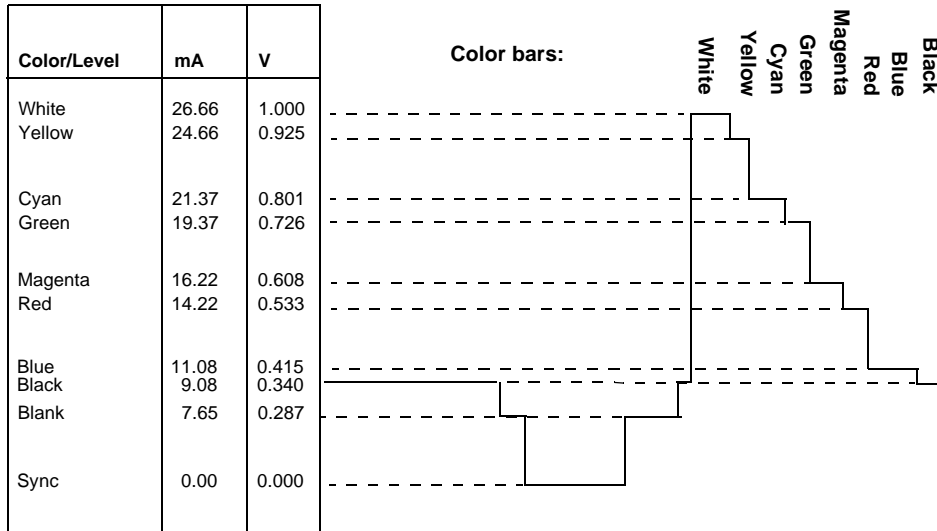 Color/Level mA V
White 26.66 1.000
Yellow 24.66 0.925
Cyan 21.37 0.801
Green 19.37 0.726
Magenta 16.22 0.608
Red 14.22 0.533
Blue 11.08 0.415
Black 9.08 0.340
Blank 7.65 0.287
Sync 0.00 0.000
Color bars:
White
Yellow
Cyan
Green
Magenta
Red
Blue
Black